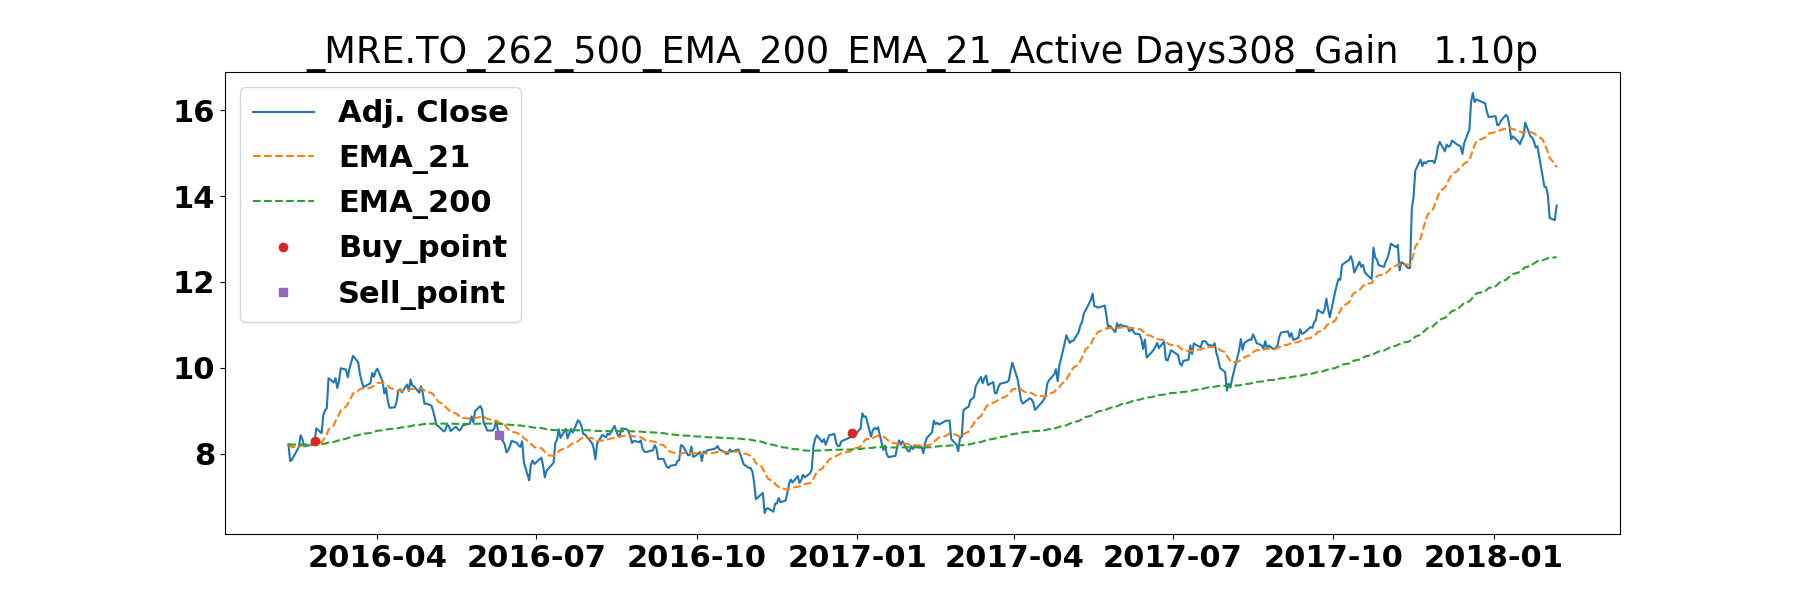 _MRE.TO_262_500_EMA_200_EMA_21_Active Days308_Gain   1.10p
Adj. Close
EMA_21
EMA_200
Buy_point
Sell_point
16
14
12
10
8
2016-04 2016-07 2016-10 2017-01 2017-04 2017-07 2017-10 2018-01